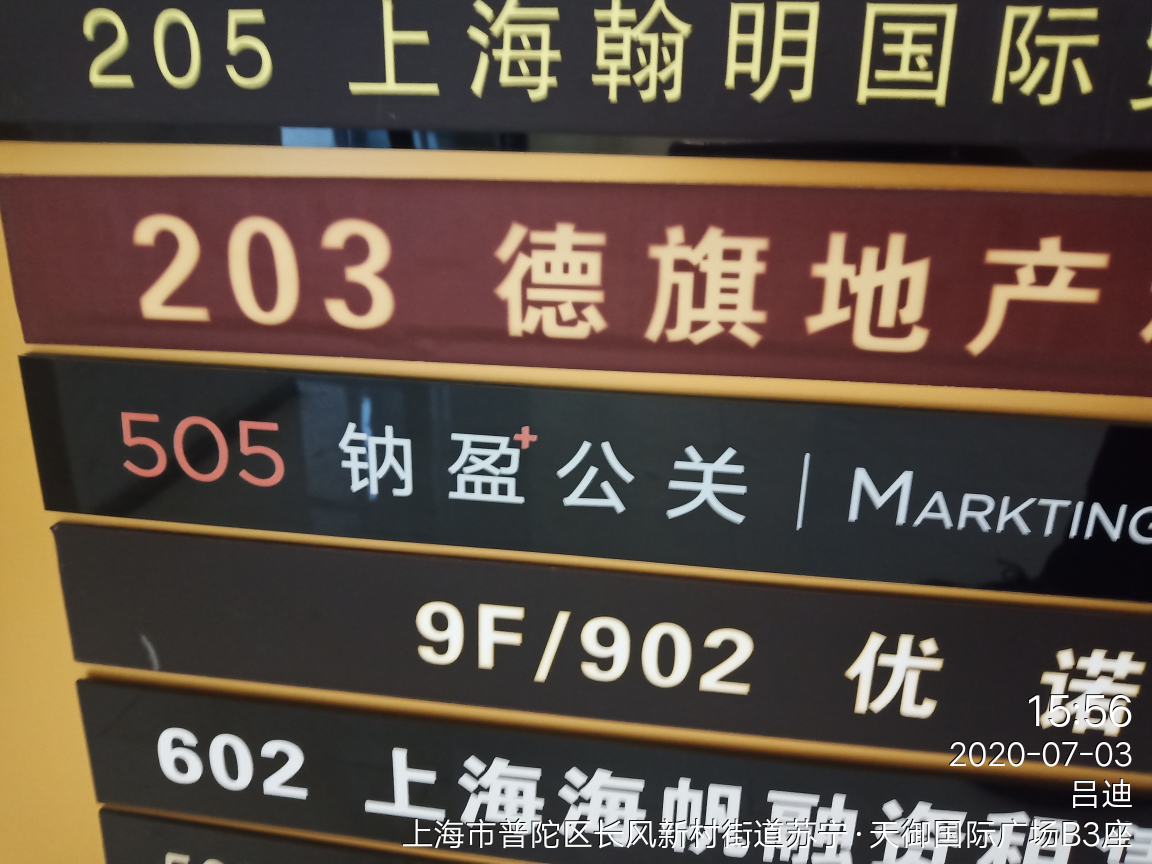 205 上海翰明国际
203 德旗地产
505 钠盈+公关 | MARKTING
9F/902 优 诺
602 上海海帆融资租
15:56
2020-07-03
吕迪
上海市普陀区长风新村街道苏宁·天御国际广场B3座